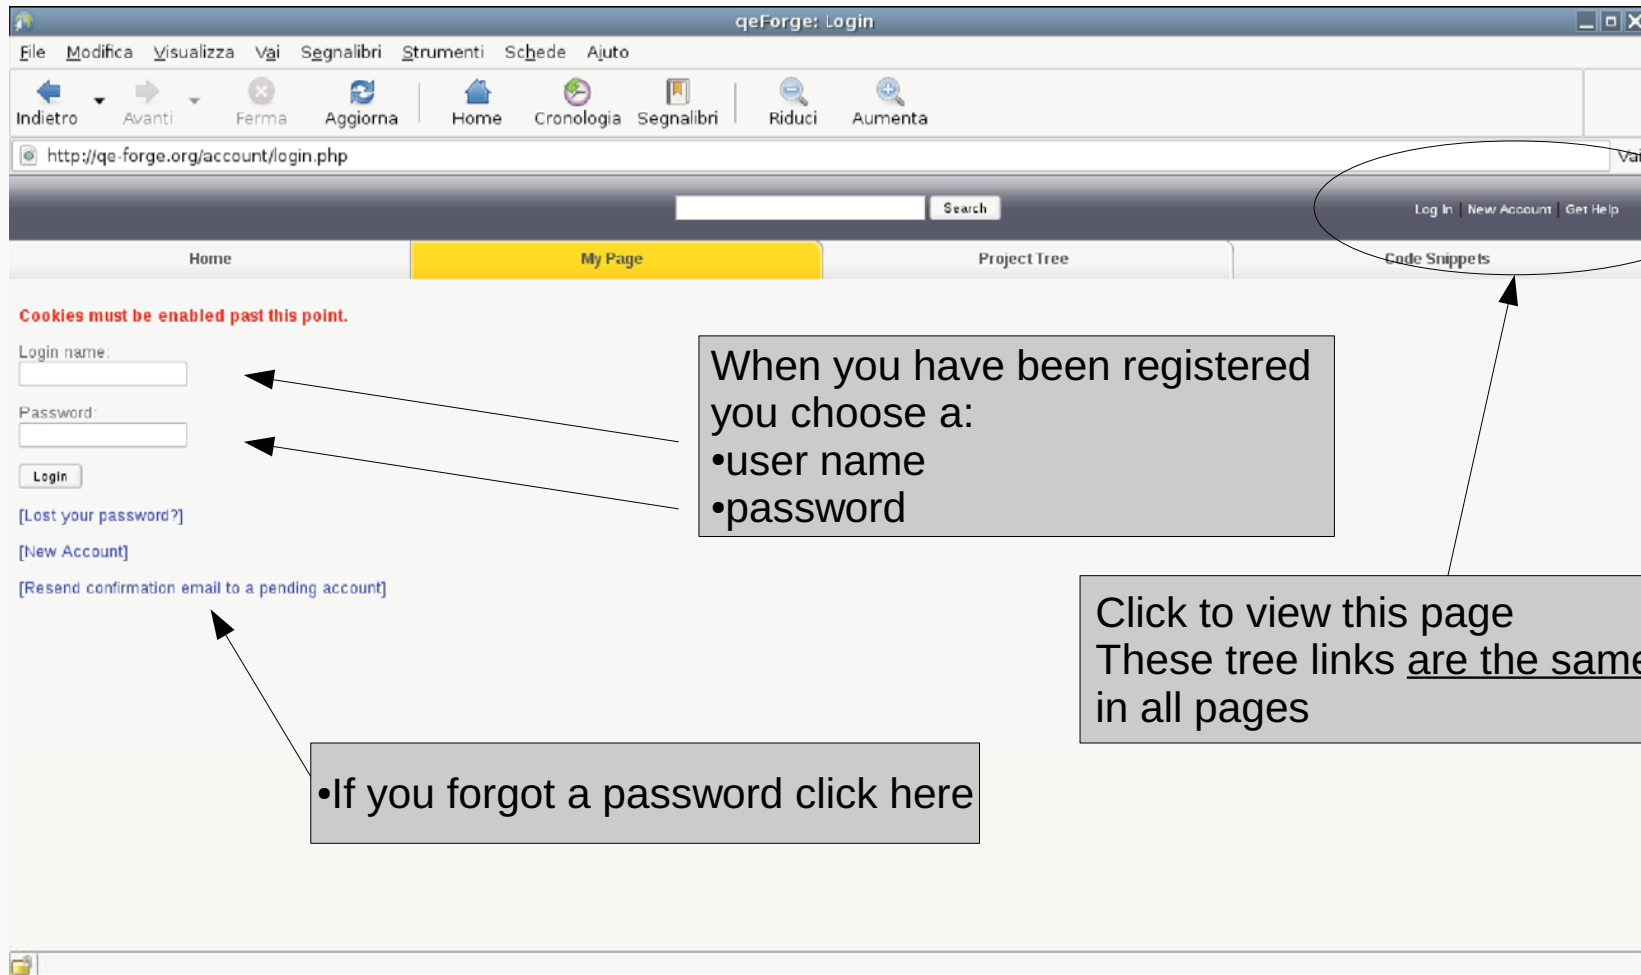 qeForge: Login
File Modifica Visualizza Vai Segnalibri Strumenti Schede Aiuto
Indietro Avanti Ferma Aggiorna Home Cronologia Segnalibri Riduci Aumenta
http://qe-forge.org/account/login.php Vai
Search Log In New Account Get Help
Home My Page Project Tree Code Snippets
Cookies must be enabled past this point.
Login name:
Password:
Login
[Lost your password?]
[New Account]
[Resend confirmation email to a pending account]
When you have been registered
you choose a:
•user name
•password
Click to view this page
These tree links are the same
in all pages
•If you forgot a password click here